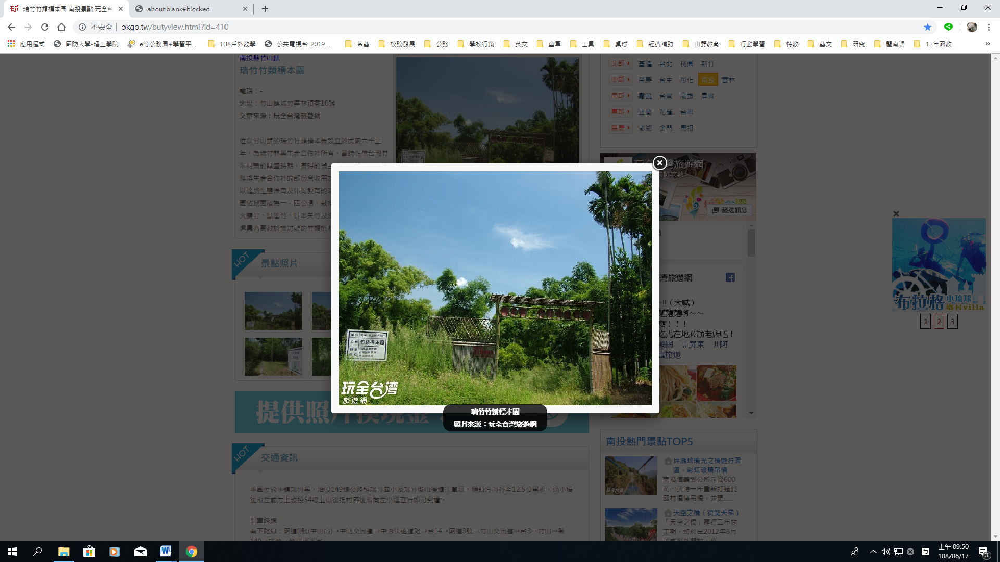 瑞竹竹類標本園 南投景點 玩全台
about:blank#blocked
不安全
okgo.tw/butyview.html?id=410
應用程式
國防大學-理工學院
e等公務園+學習平...
108戶外教學
公共電視台_2019...
茶藝
校務發展
公務
學校行銷
英文
童軍
工具
桌球
經費補助
山野教育
行動學習
特教
藝文
研究
閩南語
12年國教
南投縣竹山鎮
瑞竹竹類標本園
電話：-
地址：竹山鎮瑞竹里林頂巷10號
文章來源：玩全台灣旅遊網
位在竹山鎮的瑞竹竹類標本園設立於民國六十三
年，為瑞竹林業生產合作社所有，當時正值台灣竹
木材業的鼎盛時期，當時的省主
應將生產合作社的部份營收用於
以達到生態保育及休閒教育的
園佔地面積為一．四公頃，栽植
火廣竹、鳳凰竹、日本矢竹及
處具有寓教於樂功能的竹類植
HOT
景點照片
竹類標本園
玩全台灣
旅遊網
瑞竹竹類標本園
照片來源：玩全台灣旅遊網
提供照片換現金
HOT
交通資訊
本園位於本鎮瑞竹里，沿投149線公路經瑞竹國小及瑞竹街市後續往草嶺、桶頭方向行至12.5公里處，過小橋
後沿左前方上坡投54線上山後抵村落後沿向左小徑直行即可到達。
開車路線
南下路線：國道1號(中山高)→中清交流道→中彰快速道路→台14→國道3號→竹山交流道→台3→竹山→縣
149→瑞竹→竹類標本園
北部 基隆 台北 桃園 新竹
中部 苗栗 台中 彰化 南投 雲林
南部 嘉義 台南 高雄 屏東
東部 宜蘭 花蓮 台東
離島 澎湖 金門 馬祖
灣旅遊網
按讚次數
發送訊息
灣旅遊網
~!!（大喊）
麵麵麵啊～～
麼！！！
吃光在地必訪老店吧！
遊網 #屏東 #阿
瘋旅遊
南投熱門景點TOP5
坪瀨琉璃光之橋健行園
區．彩虹玻璃吊橋
南投信義鄉公所斥資600
萬、費時一年重新打造愛
國村福德吊橋，並更......
天空之橋（微笑天梯）
「天空之橋」歷經二年施
工期，終於在2012年6月
布拉格 小琉球
鄉村villa
1 2 3
上午 09:50
108/06/17
3